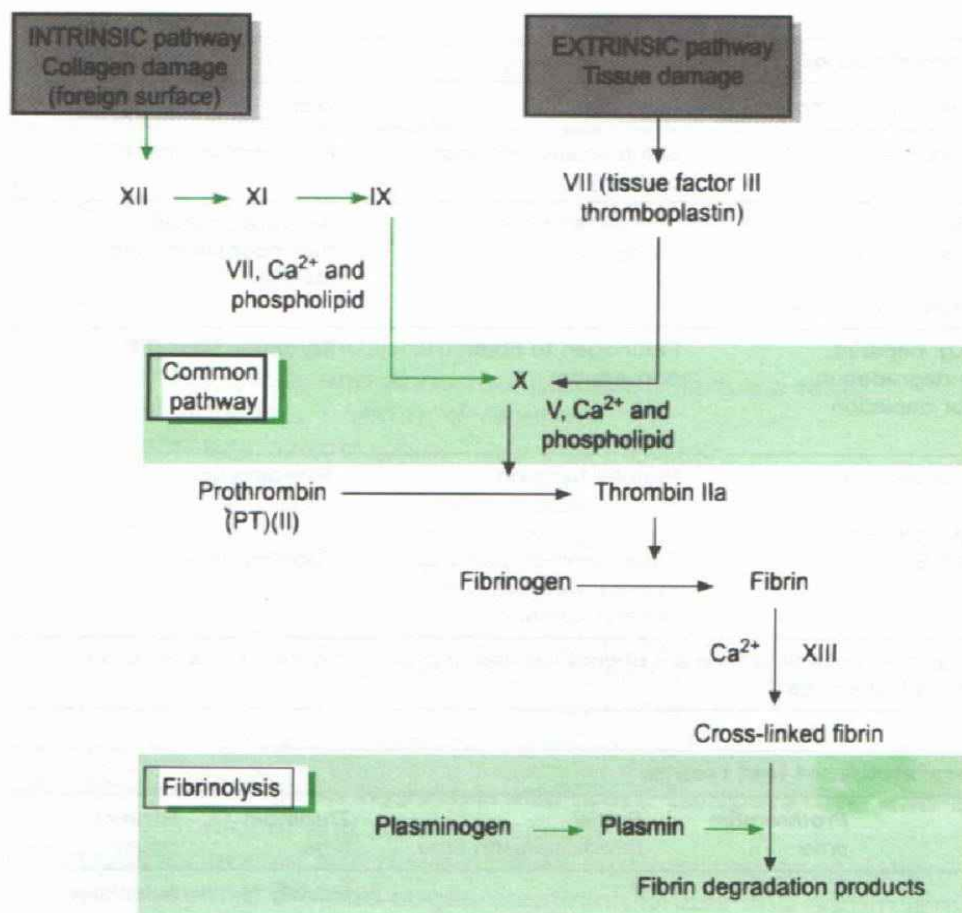 INTRINSIC pathway
Collagen damage
(foreign surface)
EXTRINSIC pathway
Tissue damage
XII
XI
IX
VII (tissue factor III
thromboplastin)
VII, Ca²⁺ and
phospholipid
Common
pathway
X
V, Ca²⁺ and
phospholipid
Prothrombin
(PT)(II)
Thrombin IIa
Fibrinogen
Fibrin
Ca²⁺
XIII
Cross-linked fibrin
Fibrinolysis
Plasminogen
Plasmin
Fibrin degradation products